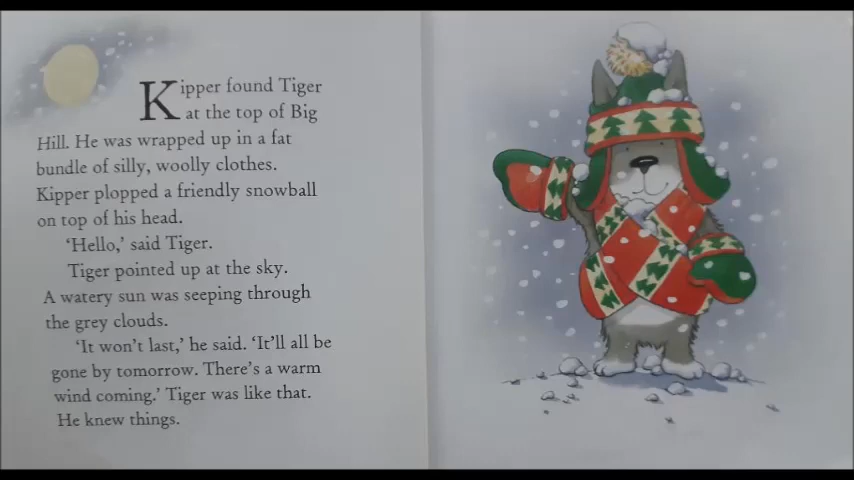 Kipper found Tiger
at the top of Big
Hill. He was wrapped up in a fat
bundle of silly, woolly clothes.
Kipper plopped a friendly snowball
on top of his head.
‘Hello,’ said Tiger.
Tiger pointed up at the sky.
A watery sun was seeping through
the grey clouds.
‘It won’t last,’ he said. ‘It’ll all be
gone by tomorrow. There’s a warm
wind coming.’ Tiger was like that.
He knew things.